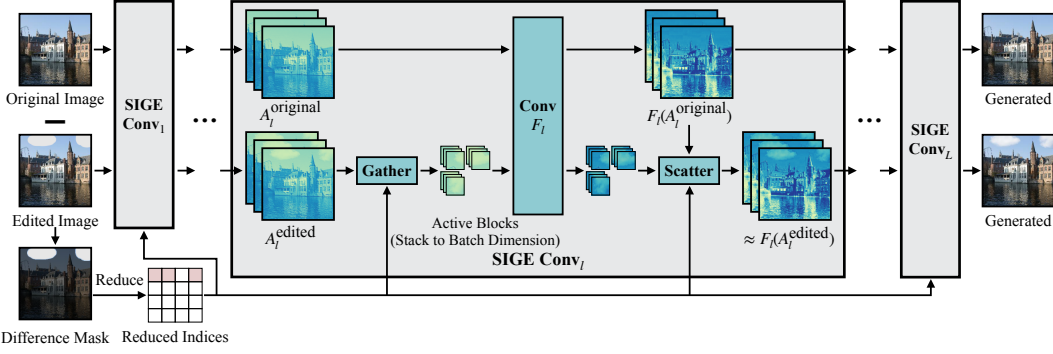 Original Image
Edited Image
Difference Mask
Reduce
Reduced Indices
SIGE
Conv₁
...
...
A_l^original
A_l^edited
Gather
Active Blocks
(Stack to Batch Dimension)
Conv
F_l
F_l(A_l^original)
Scatter
≈ F_l(A_l^edited)
SIGE Conv_l
...
...
SIGE
Conv_L
Generated
Generated